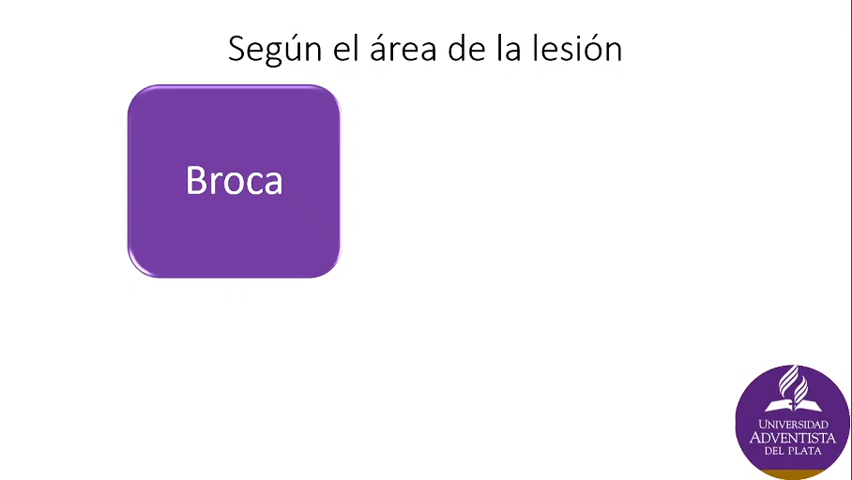 Según el área de la lesión
Broca
UNIVERSIDAD
ADVENTISTA
DEL PLATA